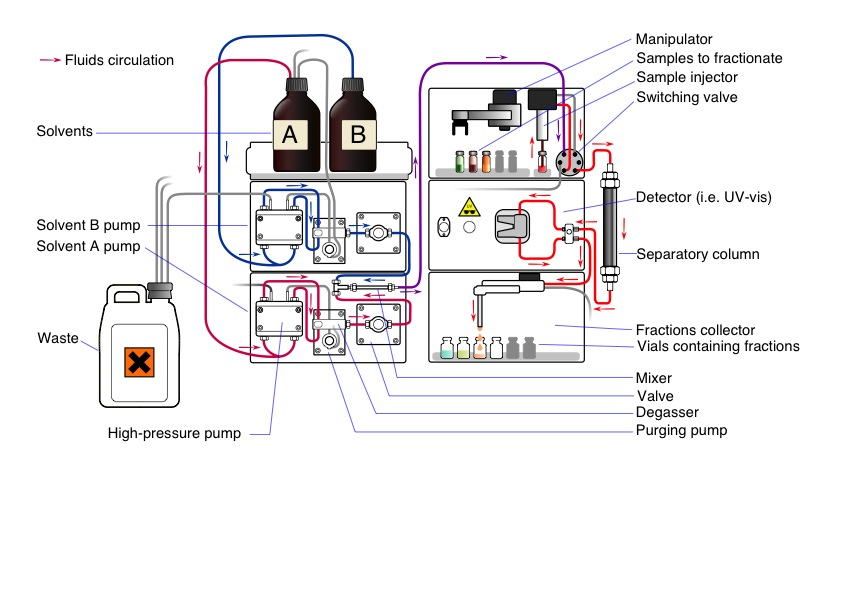 Fluids circulation
Solvents
A
B
Solvent B pump
Solvent A pump
Waste
High-pressure pump
Manipulator
Samples to fractionate
Sample injector
Switching valve
Detector (i.e. UV-vis)
Separatory column
Fractions collector
Vials containing fractions
Mixer
Valve
Degasser
Purging pump